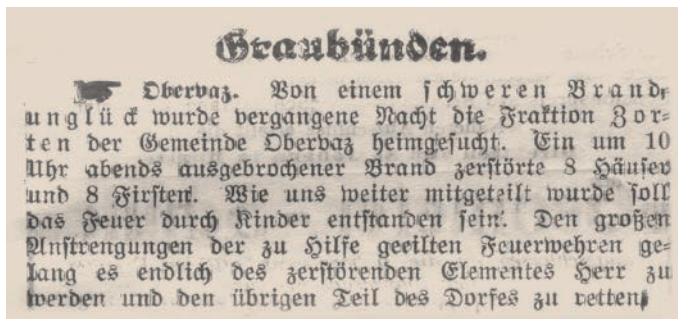 Graubünden.
☛ Obervaz. Von einem schweren Brand-
unglück wurde vergangene Nacht die Fraktion Zor-
ten der Gemeinde Obervaz heimgesucht. Ein um 10
Uhr abends ausgebrochener Brand zerstörte 8 Häuser
und 8 Firsten. Wie uns weiter mitgeteilt wurde soll
das Feuer durch Kinder entstanden sein. Den großen
Anstrengungen der zu Hilfe geeilten Feuerwehren ge-
lang es endlich des zerstörenden Elementes Herr zu
werden und den übrigen Teil des Dorfes zu retten.